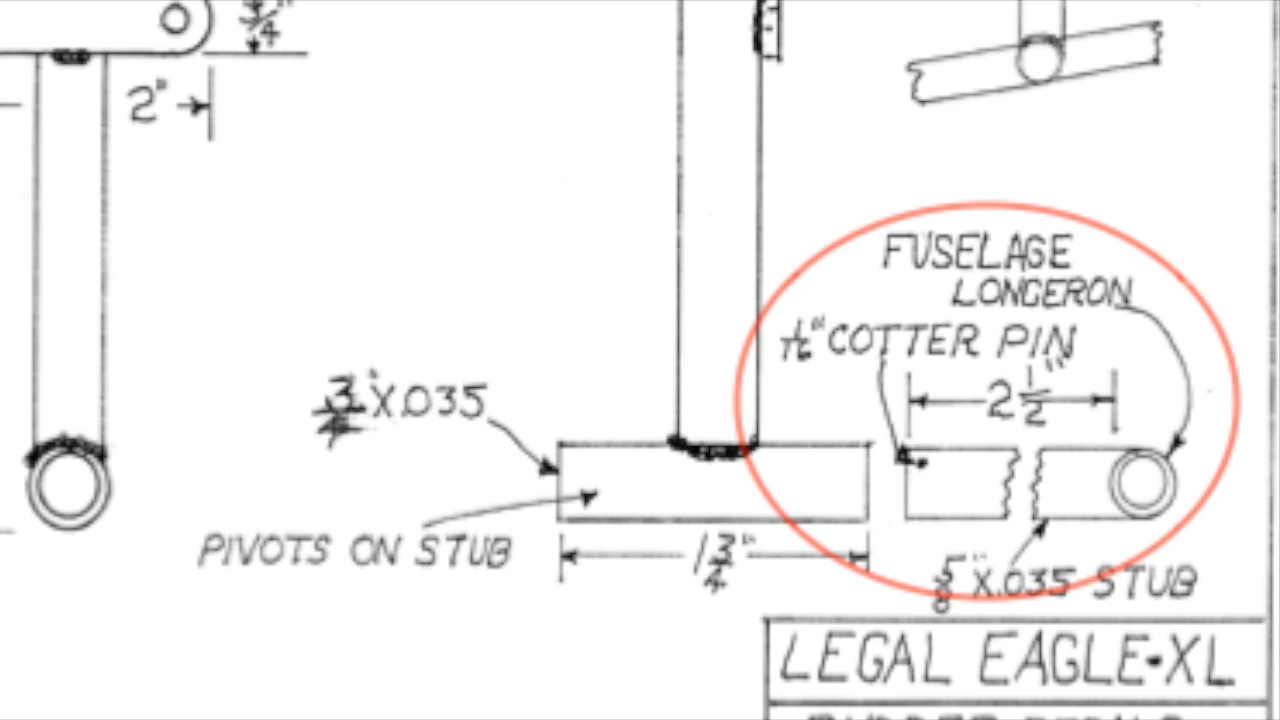 3/4"
2"
FUSELAGE
LONGERON
1/16" COTTER PIN
2 1/2"
3/4" X.035
PIVOTS ON STUB
1 3/4"
5/8" X.035 STUB
LEGAL EAGLE-XL